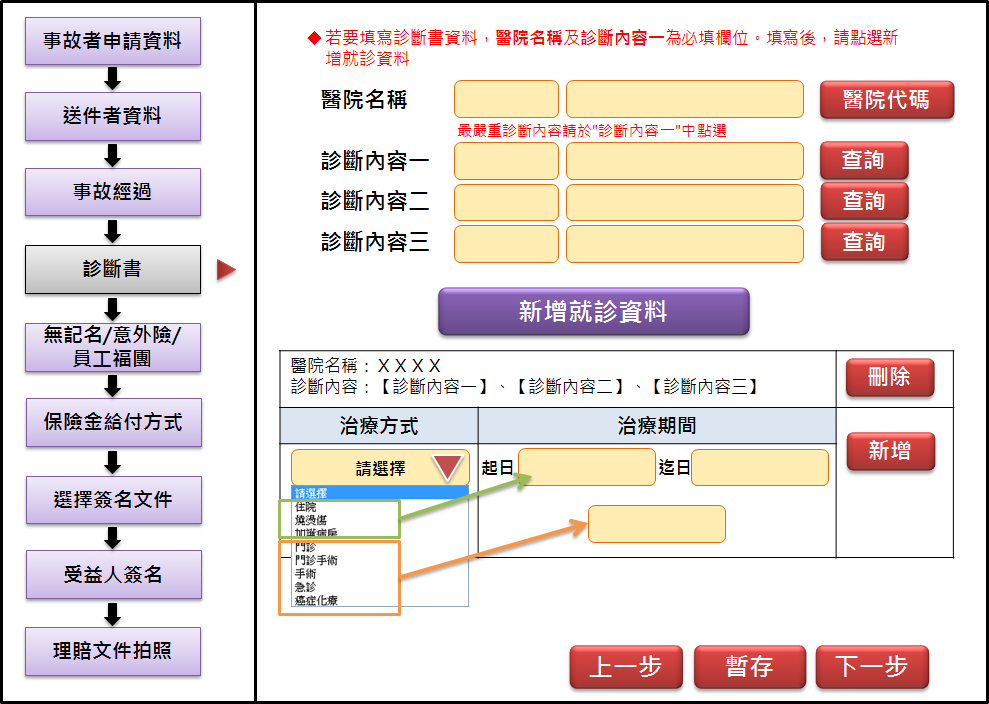 事故者申請資料
送件者資料
事故經過
診斷書
無記名/意外險/
員工福團
保險金給付方式
選擇簽名文件
受益人簽名
理賠文件拍照
◆若要填寫診斷書資料，醫院名稱及診斷內容一為必填欄位。填寫後，請點選新
增就診資料
醫院名稱
醫院代碼
最嚴重診斷內容請於"診斷內容一"中點選
診斷內容一
查詢
診斷內容二
查詢
診斷內容三
查詢
新增就診資料
醫院名稱：ＸＸＸＸ
診斷內容：【診斷內容一】、【診斷內容二】、【診斷內容三】
刪除
治療方式
治療期間
新增
請選擇
起日
迄日
請選擇
住院
燒燙傷
加護病房
門診
門診手術
手術
急診
癌症化療
上一步
暫存
下一步